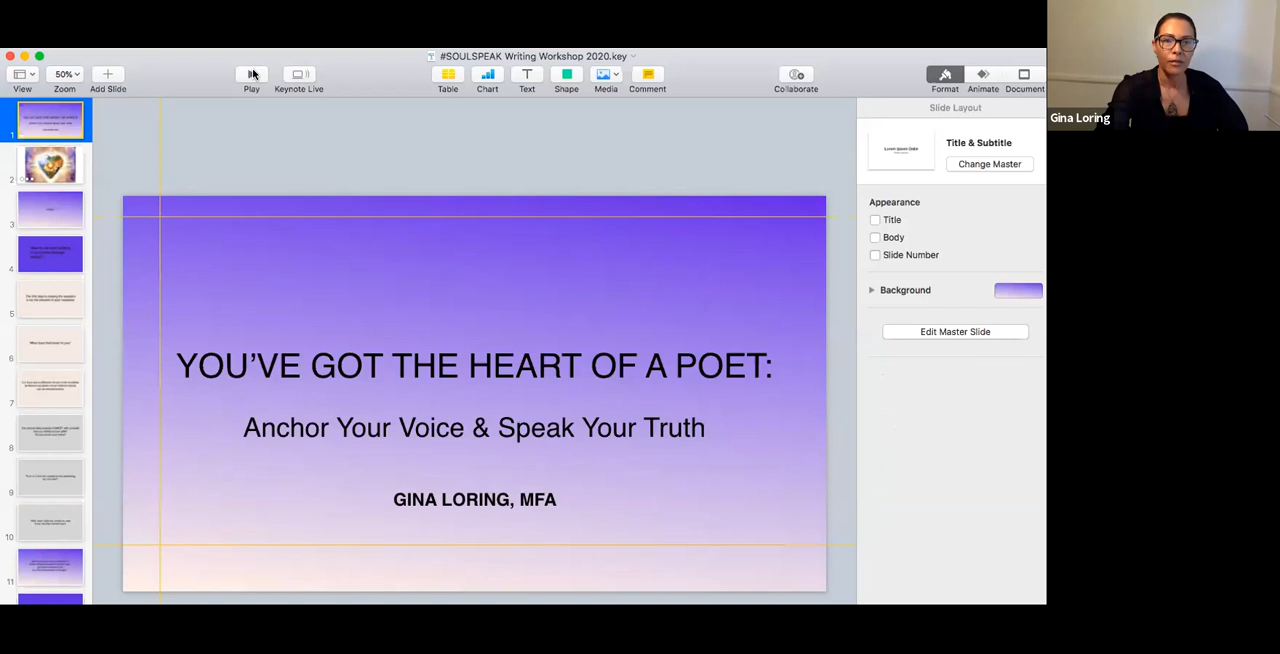 #SOULSPEAK Writing Workshop 2020.key
View
50%
Zoom
Add Slide
Play
Keynote Live
Table
Chart
Text
Shape
Media
Comment
Collaborate
Format
Animate
Document
Gina Loring
Slide Layout
Title & Subtitle
Change Master
Appearance
Title
Body
Slide Number
Background
Edit Master Slide
1
2
3
4
5
6
7
8
9
10
11
YOU'VE GOT THE HEART OF A POET:
Anchor Your Voice & Speak Your Truth
GINA LORING, MFA